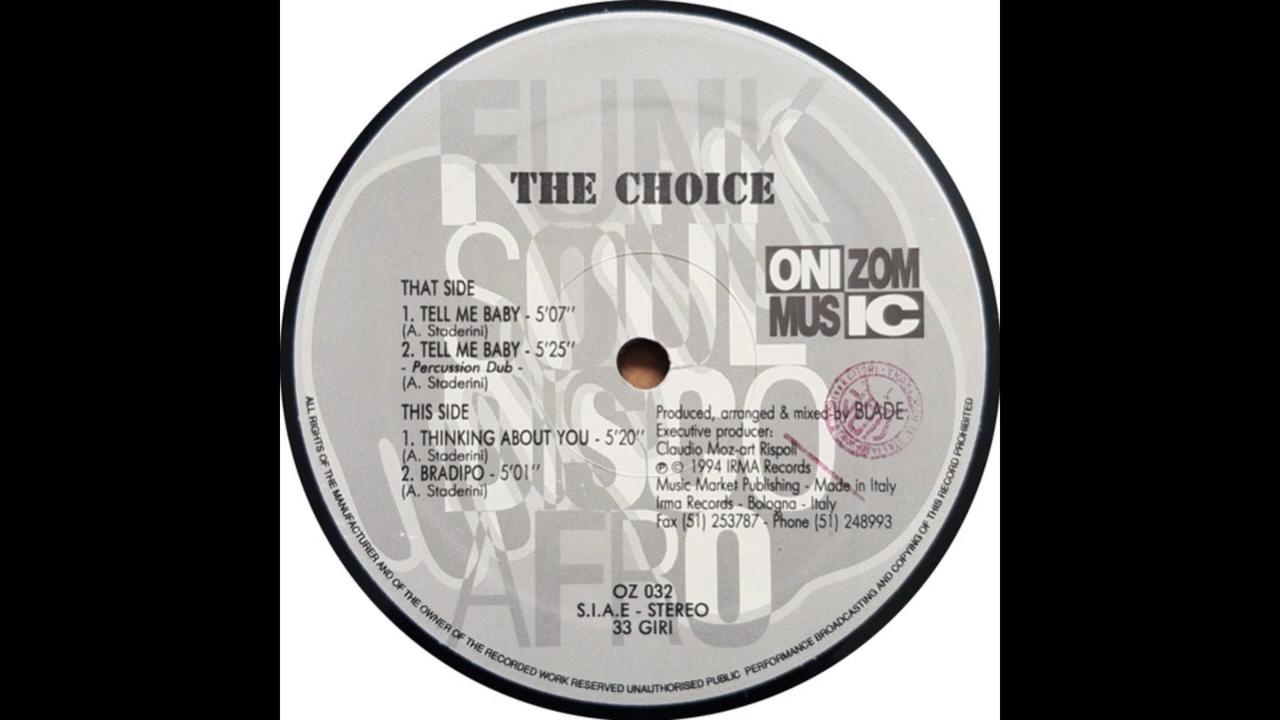 FUNK
SOUL
DISCO
AFRO
THE CHOICE
ONI ZOM
MUS IC
THAT SIDE
1. TELL ME BABY - 5'07''
(A. Staderini)
2. TELL ME BABY - 5'25''
- Percussion Dub -
(A. Staderini)
THIS SIDE
1. THINKING ABOUT YOU - 5'20''
(A. Staderini)
2. BRADIPO - 5'01''
(A. Staderini)
Produced, arranged & mixed by BLADE.
Executive producer:
Claudio Moz-art Rispoli
℗ © 1994 IRMA Records
Music Market Publishing - Made in Italy
Irma Records - Bologna - Italy
Fax (51) 253787 - Phone (51) 248993
OZ 032
S.I.A.E - STEREO
33 GIRI
ALL RIGHTS OF THE MANUFACTURER AND OF THE OWNER OF THE RECORDED WORK RESERVED UNAUTHORISED PUBLIC PERFORMANCE BROADCASTING AND COPYING OF THIS RECORD PROHIBITED